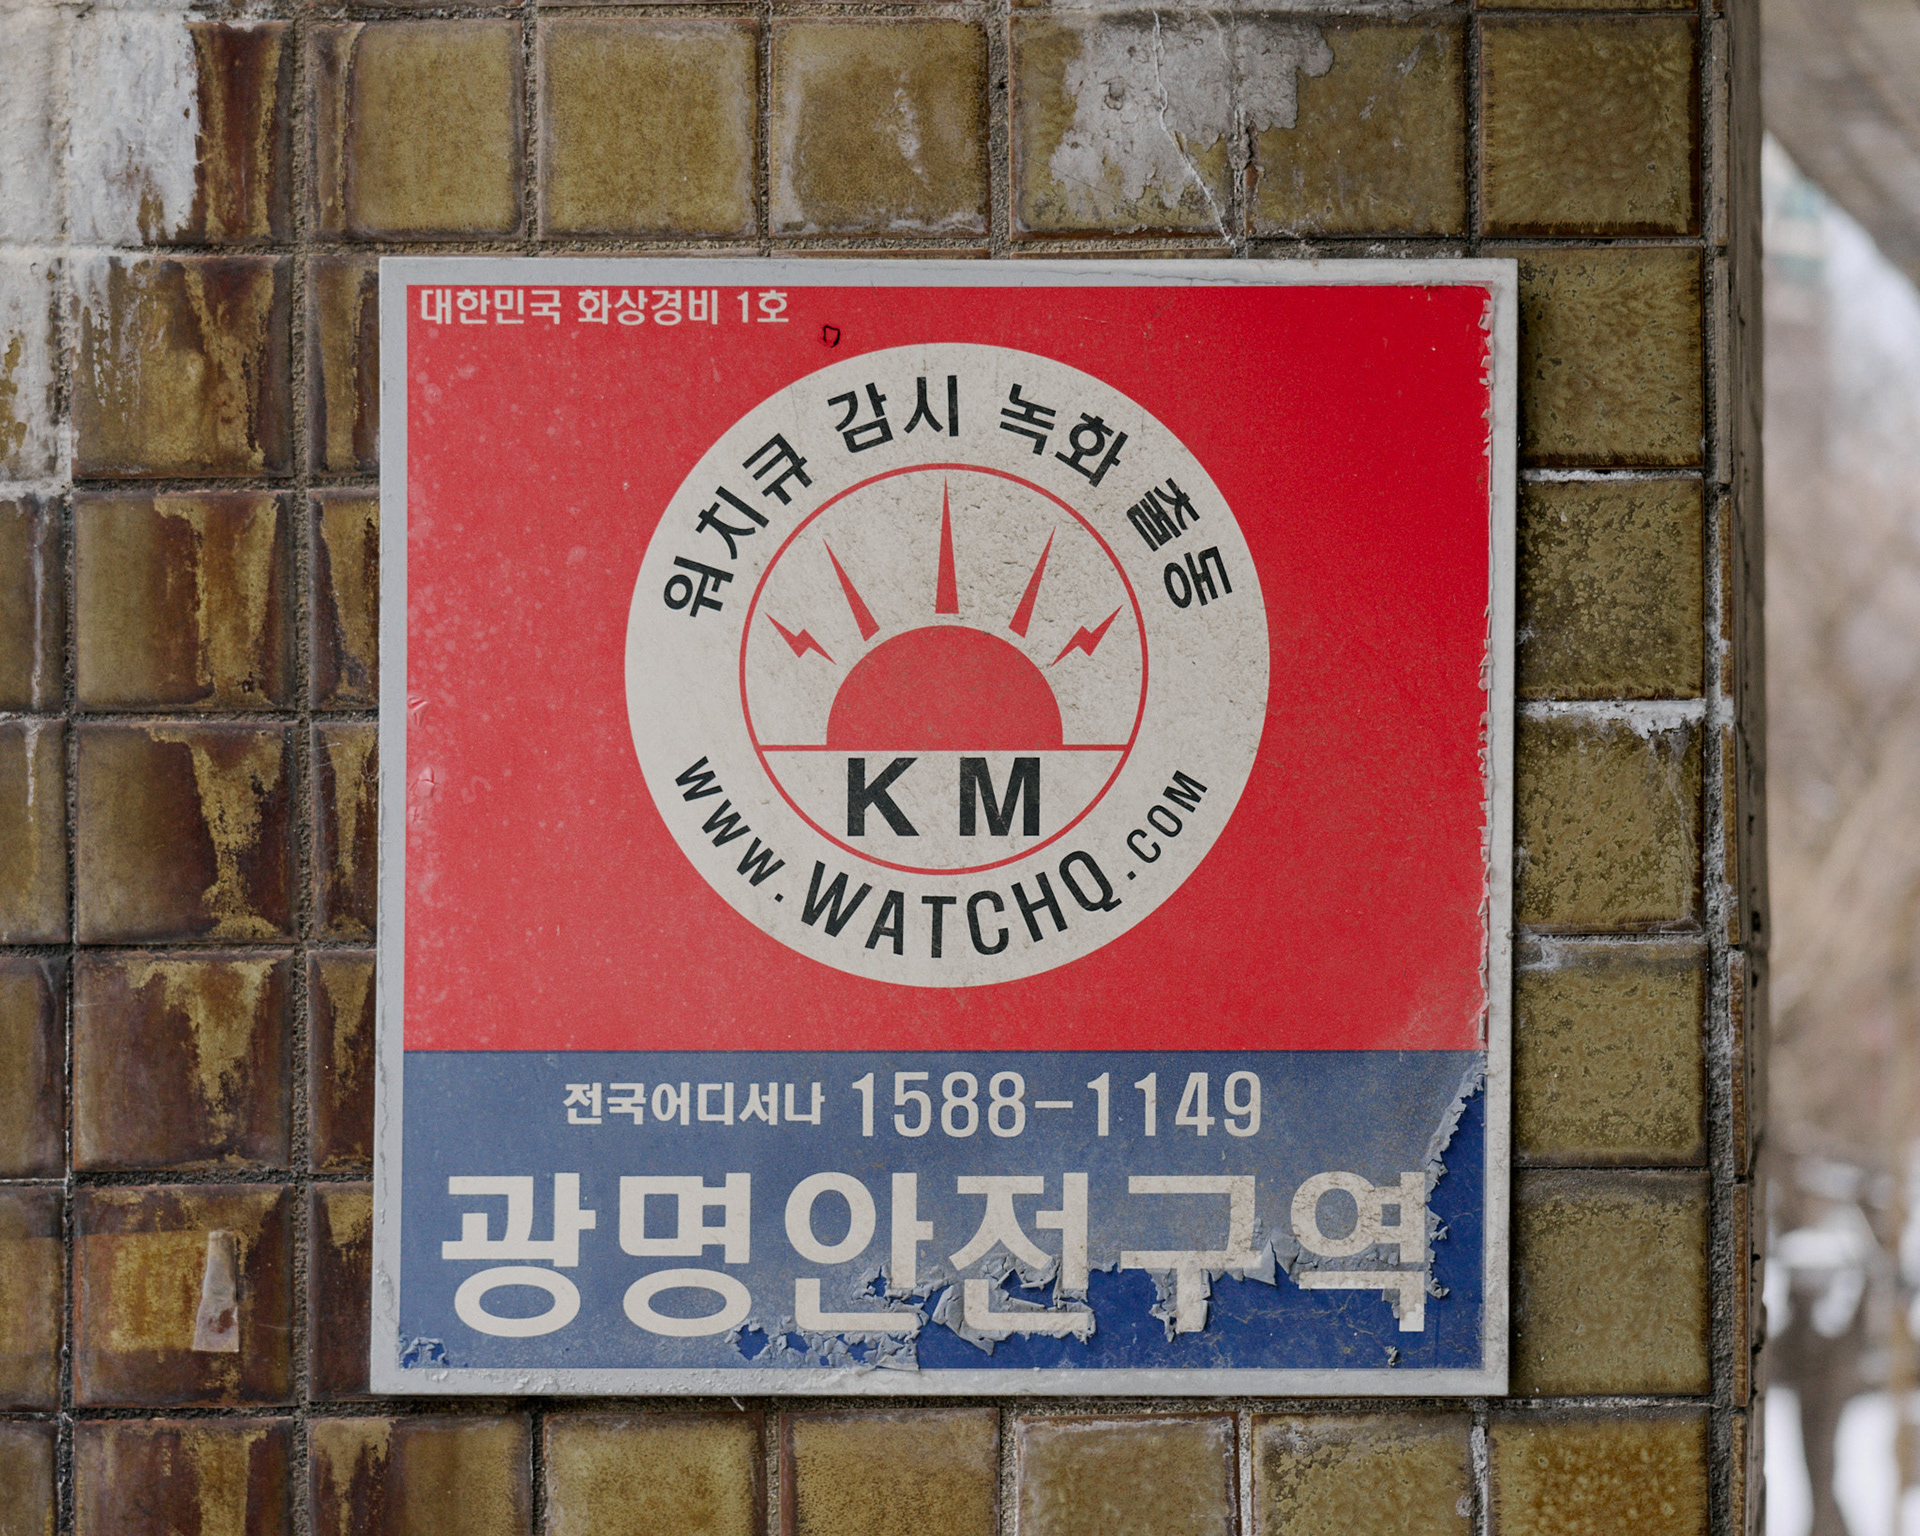 대한민국 화상경비 1호
워치큐 감시 녹화 출동
K M
www.WATCHQ.COM
전국어디서나 1588-1149
광명안전구역